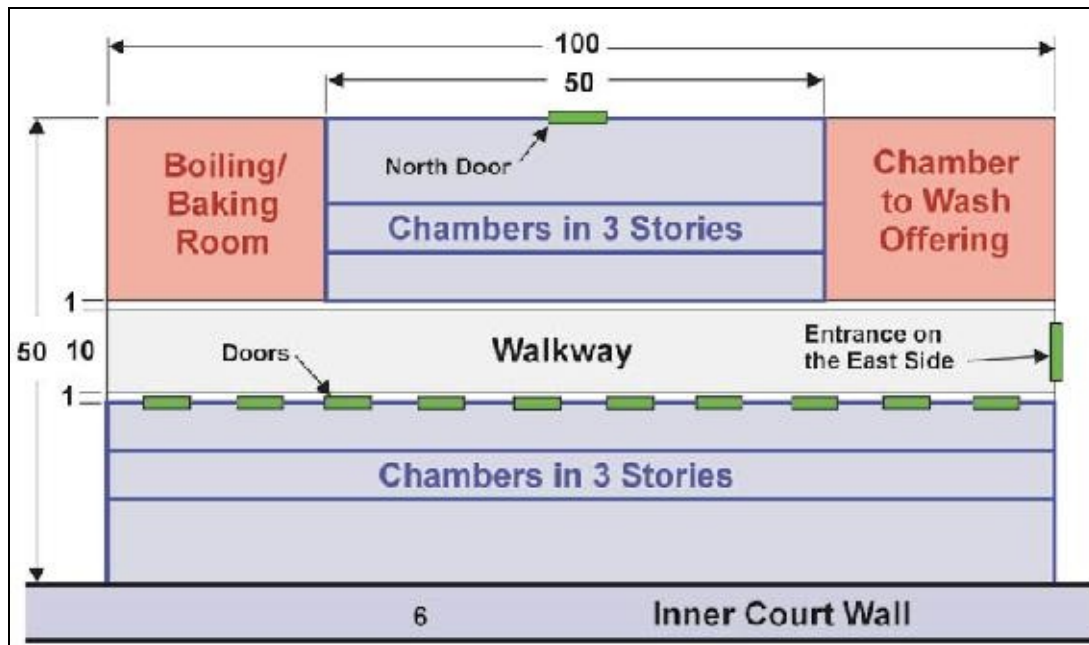 100
50
North Door
Boiling/
Baking
Room
Chambers in 3 Stories
Chamber
to Wash
Offering
1
50 10
Doors
Walkway
Entrance on
the East Side
1
Chambers in 3 Stories
6
Inner Court Wall